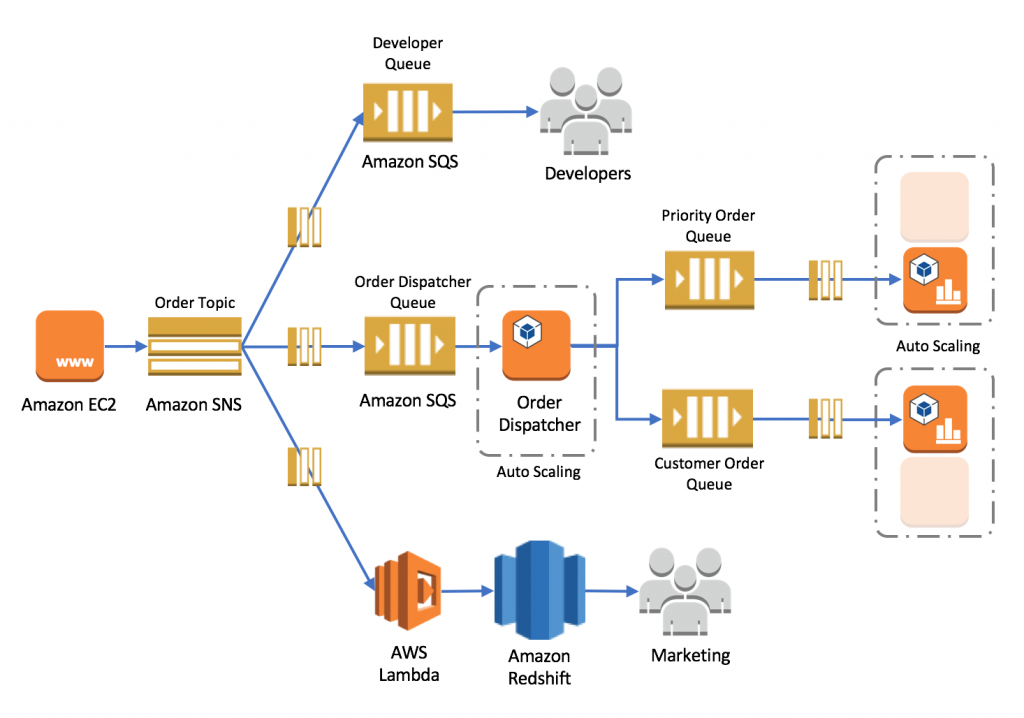 Developer
Queue
Amazon SQS
Developers
Priority Order
Queue
Order Dispatcher
Queue
Order Topic
www
Amazon EC2
Amazon SNS
Amazon SQS
Order
Dispatcher
Auto Scaling
Auto Scaling
Customer Order
Queue
AWS
Lambda
Amazon
Redshift
Marketing